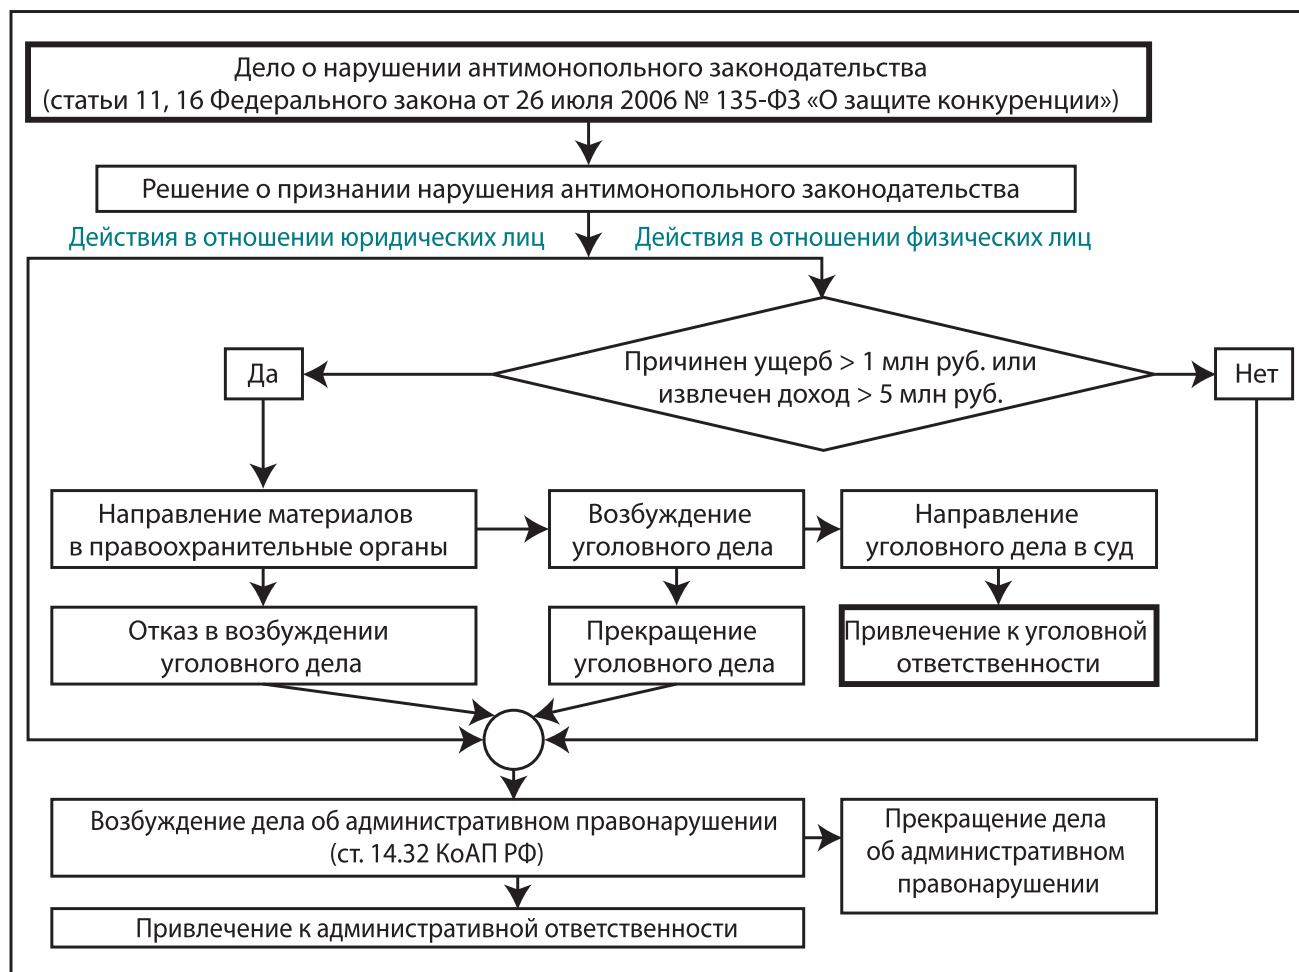 Дело о нарушении антимонопольного законодательства
(статьи 11, 16 Федерального закона от 26 июля 2006 № 135-ФЗ «О защите конкуренции»)
Решение о признании нарушения антимонопольного законодательства
Действия в отношении юридических лиц
Действия в отношении физических лиц
Причинен ущерб > 1 млн руб. или
извлечен доход > 5 млн руб.
Да
Нет
Направление материалов
в правоохранительные органы
Возбуждение
уголовного дела
Направление
уголовного дела в суд
Отказ в возбуждении
уголовного дела
Прекращение
уголовного дела
Привлечение к уголовной
ответственности
Возбуждение дела об административном правонарушении
(ст. 14.32 КоАП РФ)
Прекращение дела
об административном
правонарушении
Привлечение к административной ответственности